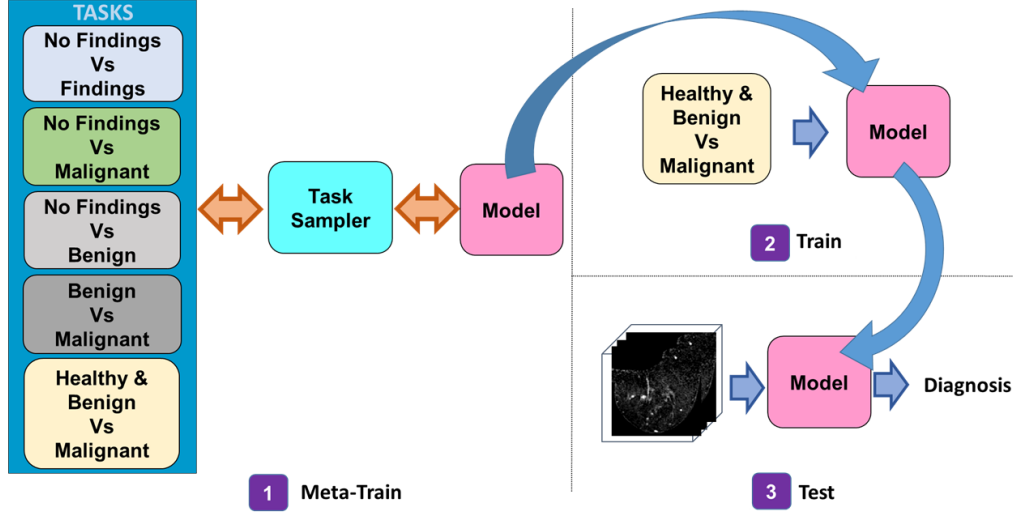 TASKS
No Findings
Vs
Findings
No Findings
Vs
Malignant
No Findings
Vs
Benign
Benign
Vs
Malignant
Healthy &
Benign
Vs
Malignant
Task
Sampler
Model
1 Meta-Train
Healthy &
Benign
Vs
Malignant
Model
2 Train
Model
Diagnosis
3 Test